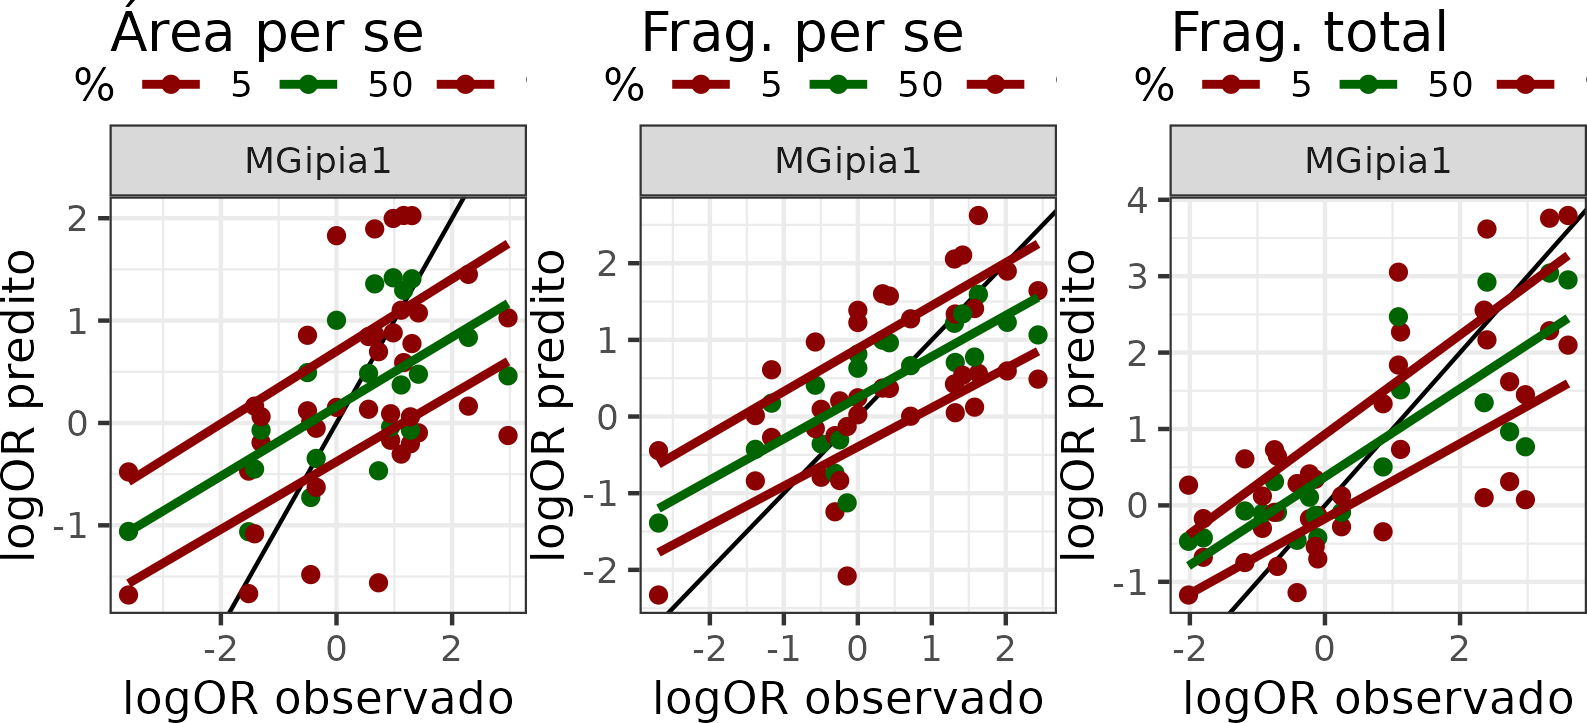 Área per se
% 5 50
MGipia1
2
1
0
-1
-2 0 2
logOR predito
logOR observado
Frag. per se
% 5 50
MGipia1
2
1
0
-1
-2
-2 -1 0 1 2
logOR predito
logOR observado
Frag. total
% 5 50
MGipia1
4
3
2
1
0
-1
-2 0 2
logOR predito
logOR observado